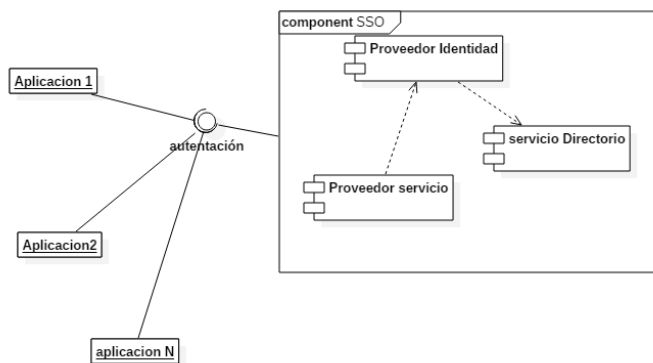 component SSO
Proveedor Identidad
Aplicacion 1
autentación
servicio Directorio
Proveedor servicio
Aplicacion2
aplicacion N